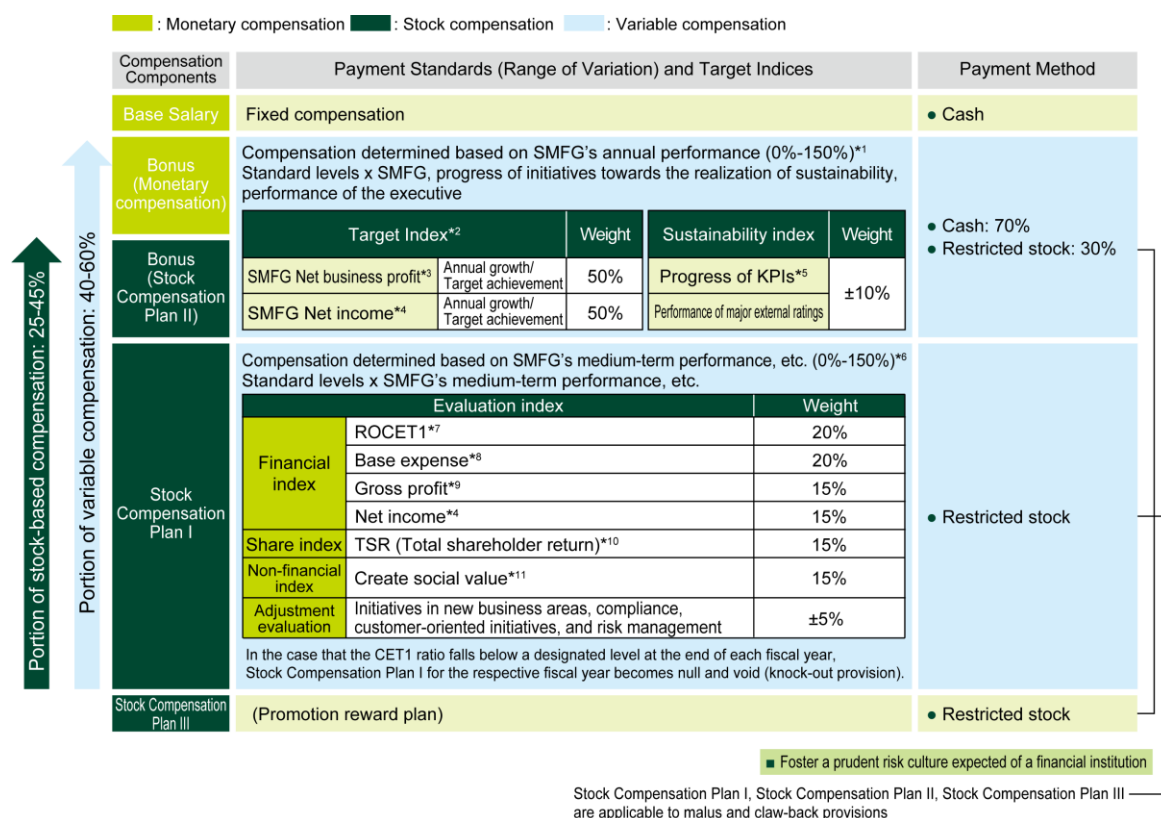 : Monetary compensation : Stock compensation : Variable compensation
Compensation
Components
Payment Standards (Range of Variation) and Target Indices
Payment Method
Base Salary
Fixed compensation
● Cash
Portion of stock-based compensation: 25-45%
Portion of variable compensation: 40-60%
Bonus
(Monetary
compensation)
Bonus
(Stock
Compensation
Plan II)
Compensation determined based on SMFG's annual performance (0%-150%)*1
Standard levels x SMFG, progress of initiatives towards the realization of sustainability,
performance of the executive
Target Index*2 Weight
SMFG Net business profit*3 Annual growth/
Target achievement 50%
SMFG Net income*4 Annual growth/
Target achievement 50%
Sustainability index Weight
Progress of KPIs*5
Performance of major external ratings
±10%
● Cash: 70%
● Restricted stock: 30%
Stock
Compensation
Plan I
Compensation determined based on SMFG's medium-term performance, etc. (0%-150%)*6
Standard levels x SMFG's medium-term performance, etc.
Evaluation index Weight
Financial
index
ROCET1*7 20%
Base expense*8 20%
Gross profit*9 15%
Net income*4 15%
Share index TSR (Total shareholder return)*10 15%
Non-financial
index
Create social value*11 15%
Adjustment
evaluation
Initiatives in new business areas, compliance,
customer-oriented initiatives, and risk management
±5%
In the case that the CET1 ratio falls below a designated level at the end of each fiscal year,
Stock Compensation Plan I for the respective fiscal year becomes null and void (knock-out provision).
● Restricted stock
Stock Compensation
Plan III
(Promotion reward plan)
● Restricted stock
■ Foster a prudent risk culture expected of a financial institution
Stock Compensation Plan I, Stock Compensation Plan II, Stock Compensation Plan III
are applicable to malus and claw-back provisions